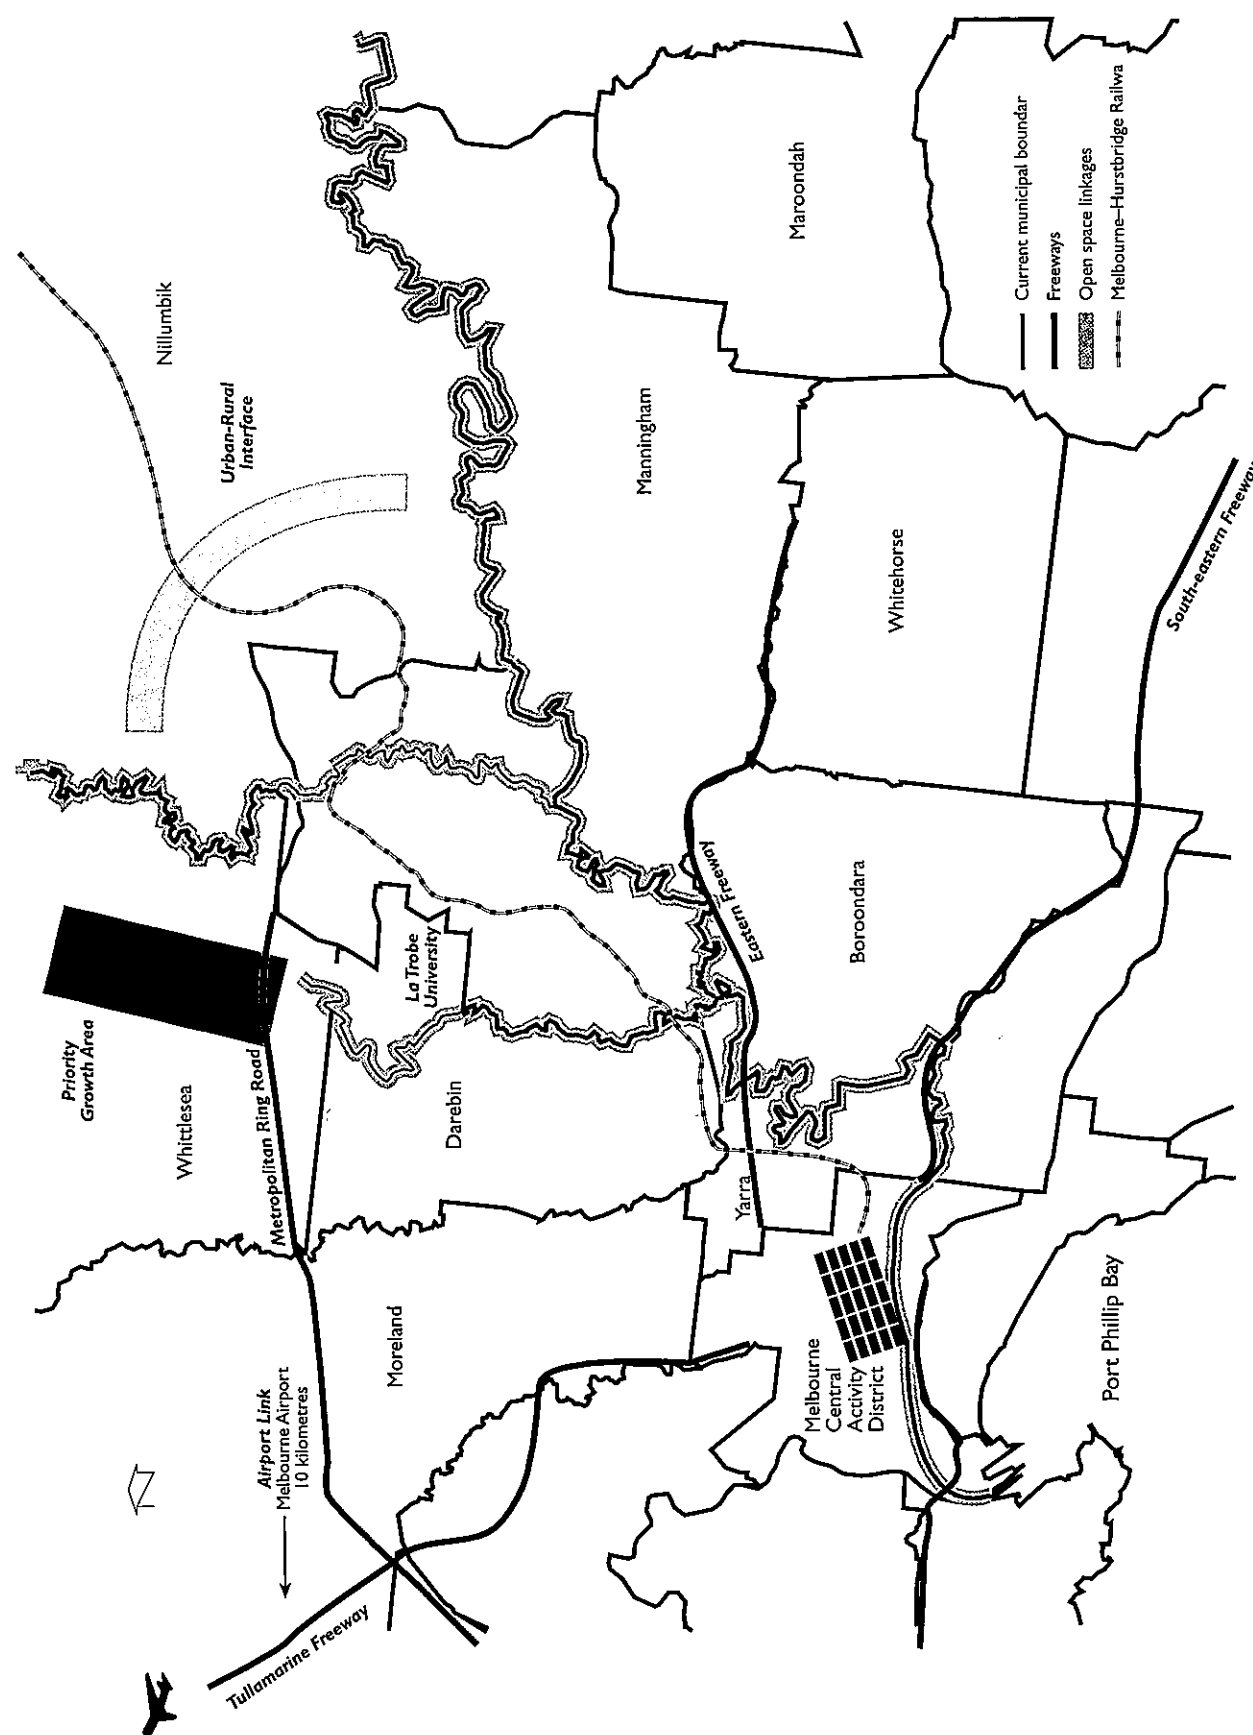 Nillumbik
Urban-Rural
Interface
Priority
Growth Area
Whittlesea
Metropolitan Ring Road
La Trobe
University
Darebin
Manningham
Maroondah
Airport Link
Melbourne Airport
10 kilometres
Moreland
Tullamarine Freeway
Eastern Freeway
Yarra
Boroondara
Whitehorse
Melbourne
Central
Activity
District
South-eastern Freeway
Port Phillip Bay
Current municipal boundar
Freeways
Open space linkages
Melbourne–Hurstbridge Railwa